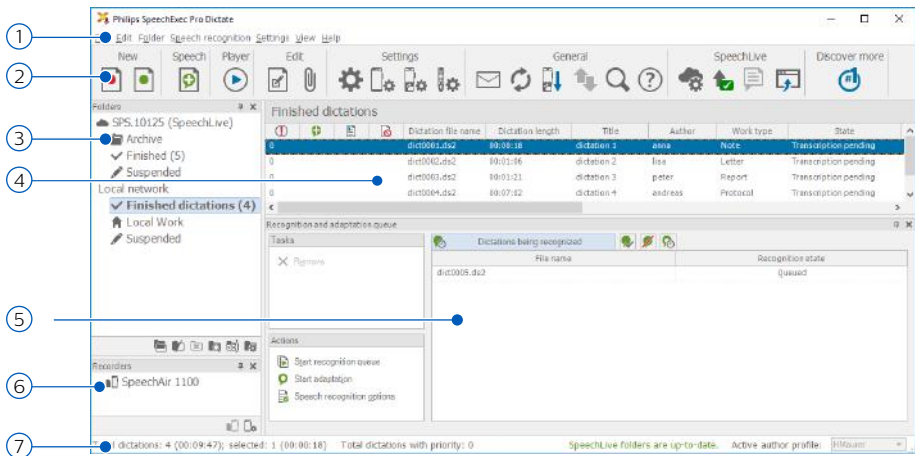 Philips SpeechExec Pro Dictate
1
Edit Folder Speech recognition Settings View Help
New Speech Player Edit Settings General SpeechLive Discover more
2
Folders
Finished dictations
SPS.10125 (SpeechLive)
Dictation file name Dictation length Title Author Work type State
3
Archive
0 dict0001.ds2 00:00:18 dictation 1 anna Note Transcription pending
Finished (5)
0 dict0002.ds2 00:01:06 dictation 2 lisa Letter Transcription pending
Suspended
4
0 dict0003.ds2 00:01:21 dictation 3 peter Report Transcription pending
Local network
0 dict0004.ds2 00:07:02 dictation 4 andreas Protocol Transcription pending
Finished dictations (4)
Local Work
Recognition and adaptation queue
Suspended
Tasks
Dictations being recognized
Remove
File name Recognition state
dict0005.ds2 Queued
5
Actions
Start recognition queue
Start adaptation
Speech recognition options
Recorders
6
SpeechAir 1100
7
dictations: 4 (00:09:47); selected: 1 (00:00:18) Total dictations with priority: 0 SpeechLive folders are up-to-date. Active author profile: